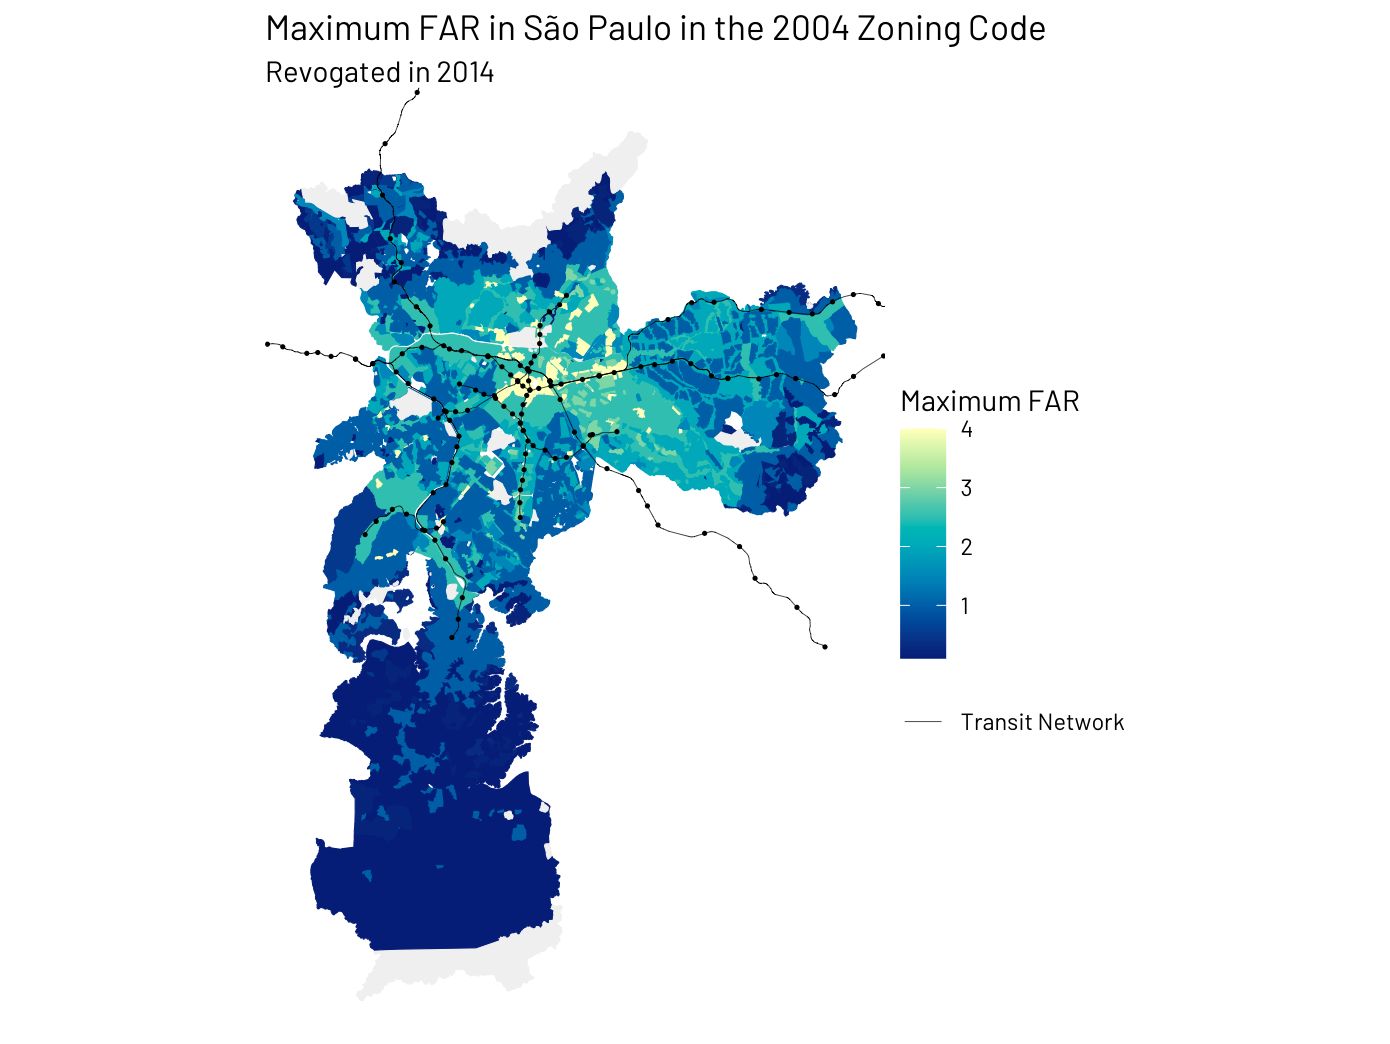 Maximum FAR in São Paulo in the 2004 Zoning Code
Revogated in 2014
Maximum FAR
4
3
2
1
Transit Network